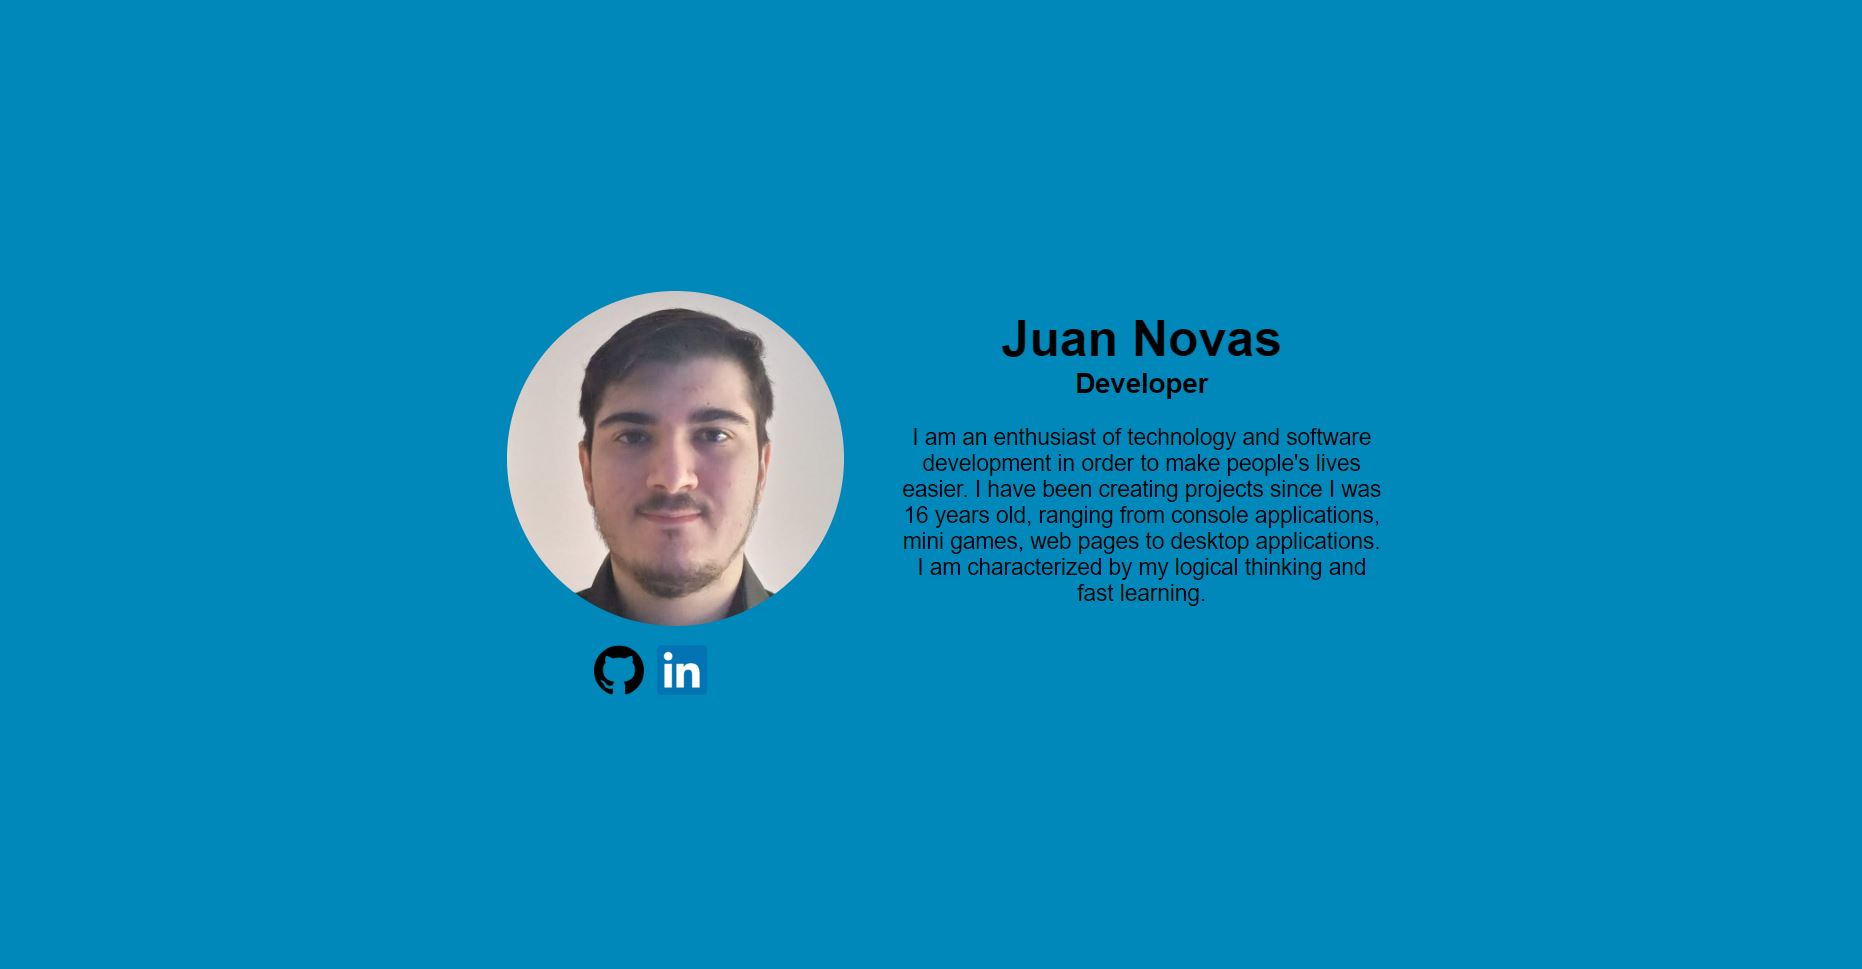 Juan Novas
Developer
I am an enthusiast of technology and software
development in order to make people's lives
easier. I have been creating projects since I was
16 years old, ranging from console applications,
mini games, web pages to desktop applications.
I am characterized by my logical thinking and
fast learning.
in